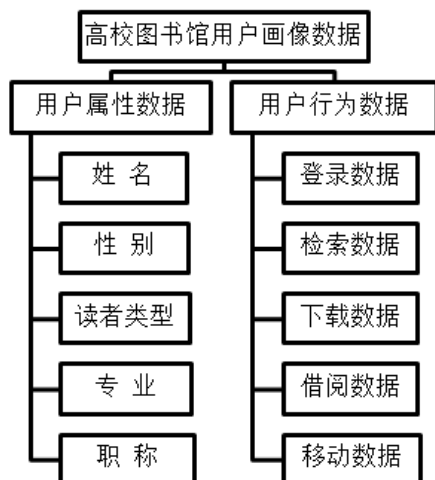 高校图书馆用户画像数据
用户属性数据
用户行为数据
姓 名
登录数据
性 别
检索数据
读者类型
下载数据
专 业
借阅数据
职 称
移动数据